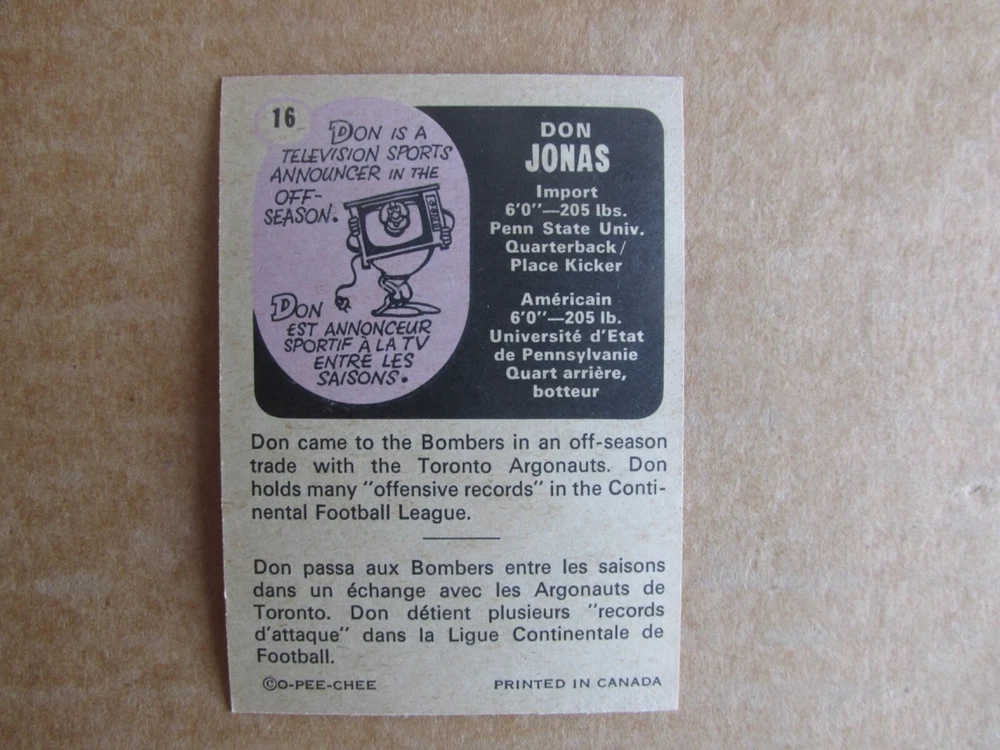 16
DON IS A
TELEVISION SPORTS
ANNOUNCER IN THE
OFF-
SEASON.
DON
EST ANNONCEUR
SPORTIF À LA TV
ENTRE LES
SAISONS.
DON
JONAS
Import
6'0"—205 lbs.
Penn State Univ.
Quarterback/
Place Kicker
Américain
6'0"—205 lb.
Université d'Etat
de Pennsylvanie
Quart arrière,
botteur
Don came to the Bombers in an off-season
trade with the Toronto Argonauts. Don
holds many "offensive records" in the Conti-
nental Football League.
Don passa aux Bombers entre les saisons
dans un échange avec les Argonauts de
Toronto. Don détient plusieurs "records
d'attaque" dans la Ligue Continentale de
Football.
©O-PEE-CHEE
PRINTED IN CANADA